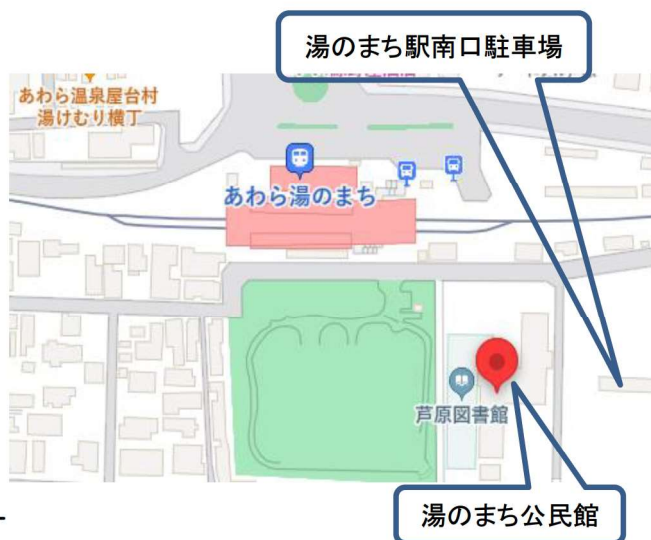 湯のまち駅南口駐車場
あわら温泉屋台村
湯けむり横丁
あわら湯のまち
芦原図書館
湯のまち公民館